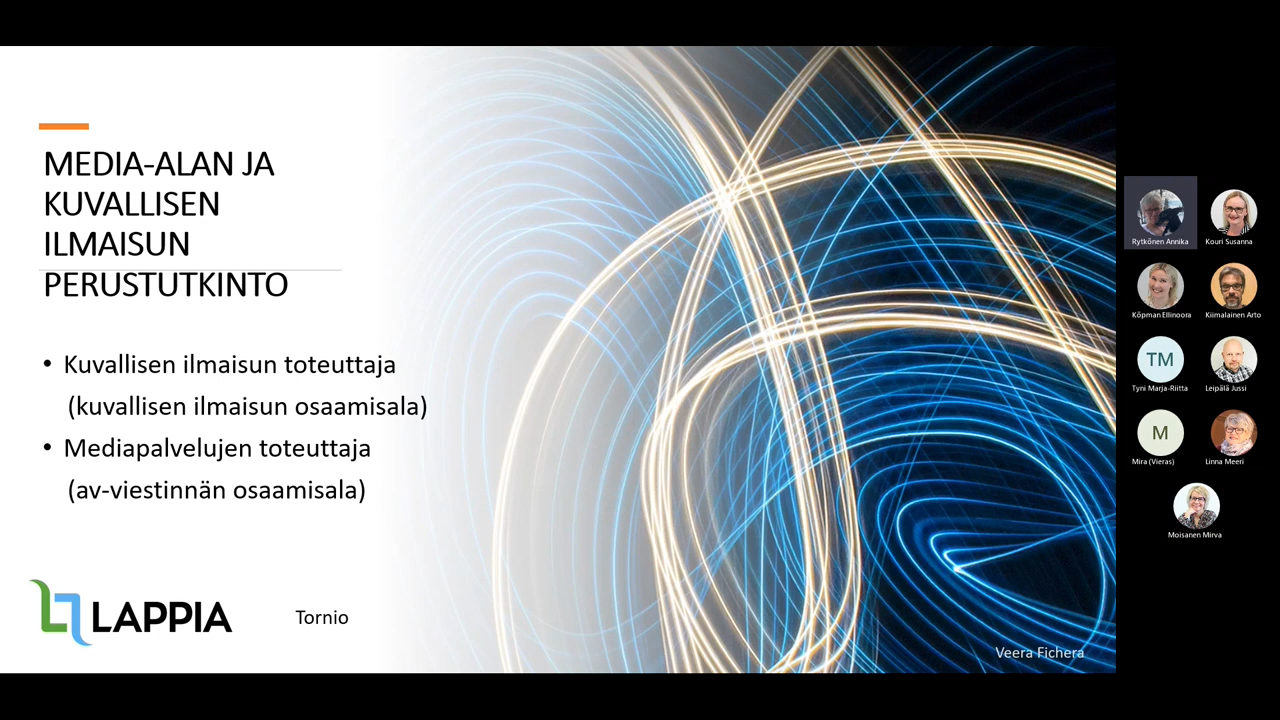 MEDIA-ALAN JA
KUVALLISEN
ILMAISUN
PERUSTUTKINTO
• Kuvallisen ilmaisun toteuttaja
(kuvallisen ilmaisun osaamisala)
• Mediapalvelujen toteuttaja
(av-viestinnän osaamisala)
LAPPIA
Tornio
Veera Fichera
Rytkönen Annika
Kouri Susanna
Köpman Ellinoora
Kiimalainen Arto
TM
Tyni Marja-Riitta
Leipälä Jussi
M
Mira (Vieras)
Linna Meeri
Moisanen Mirva